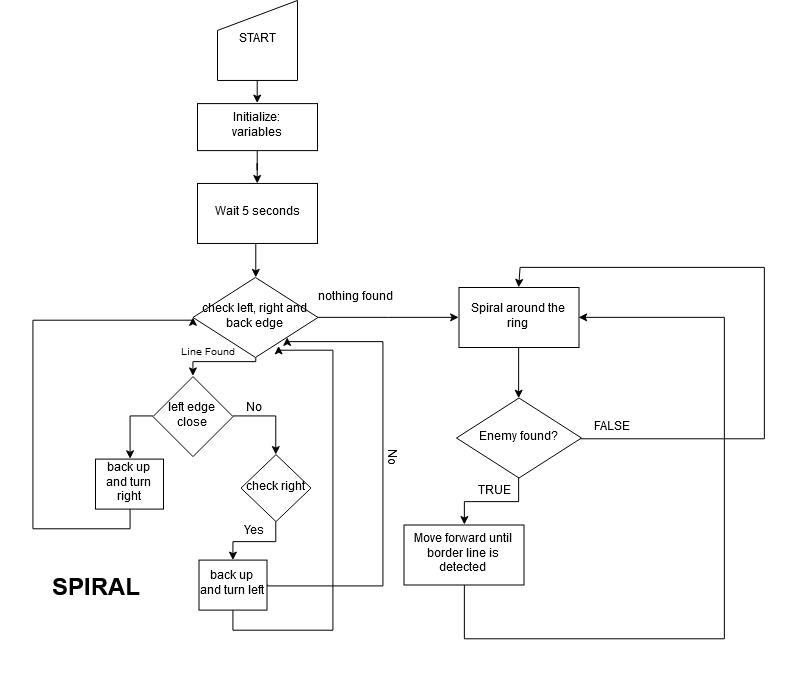 START
Initialize:
variables
Wait 5 seconds
check left, right and
back edge
nothing found
Spiral around the
ring
Line Found
left edge
close
No
Enemy found?
FALSE
back up
and turn
right
check right
No
TRUE
Yes
Move forward until
border line is
detected
back up
and turn left
SPIRAL